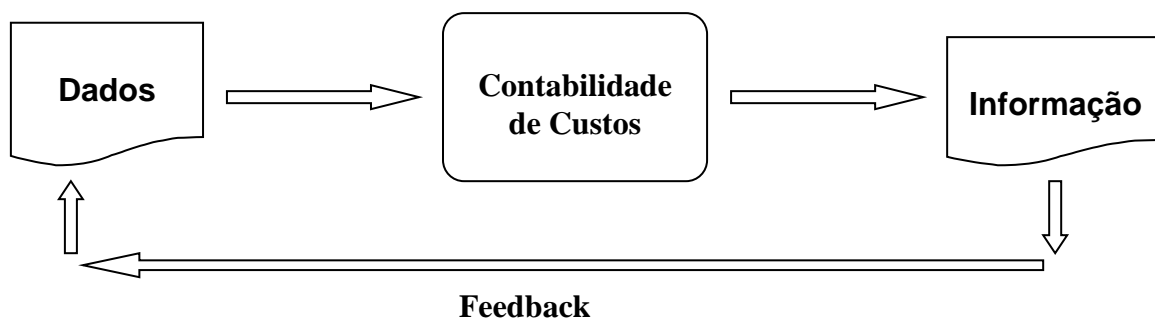 Dados
Contabilidade
de Custos
Informação
Feedback